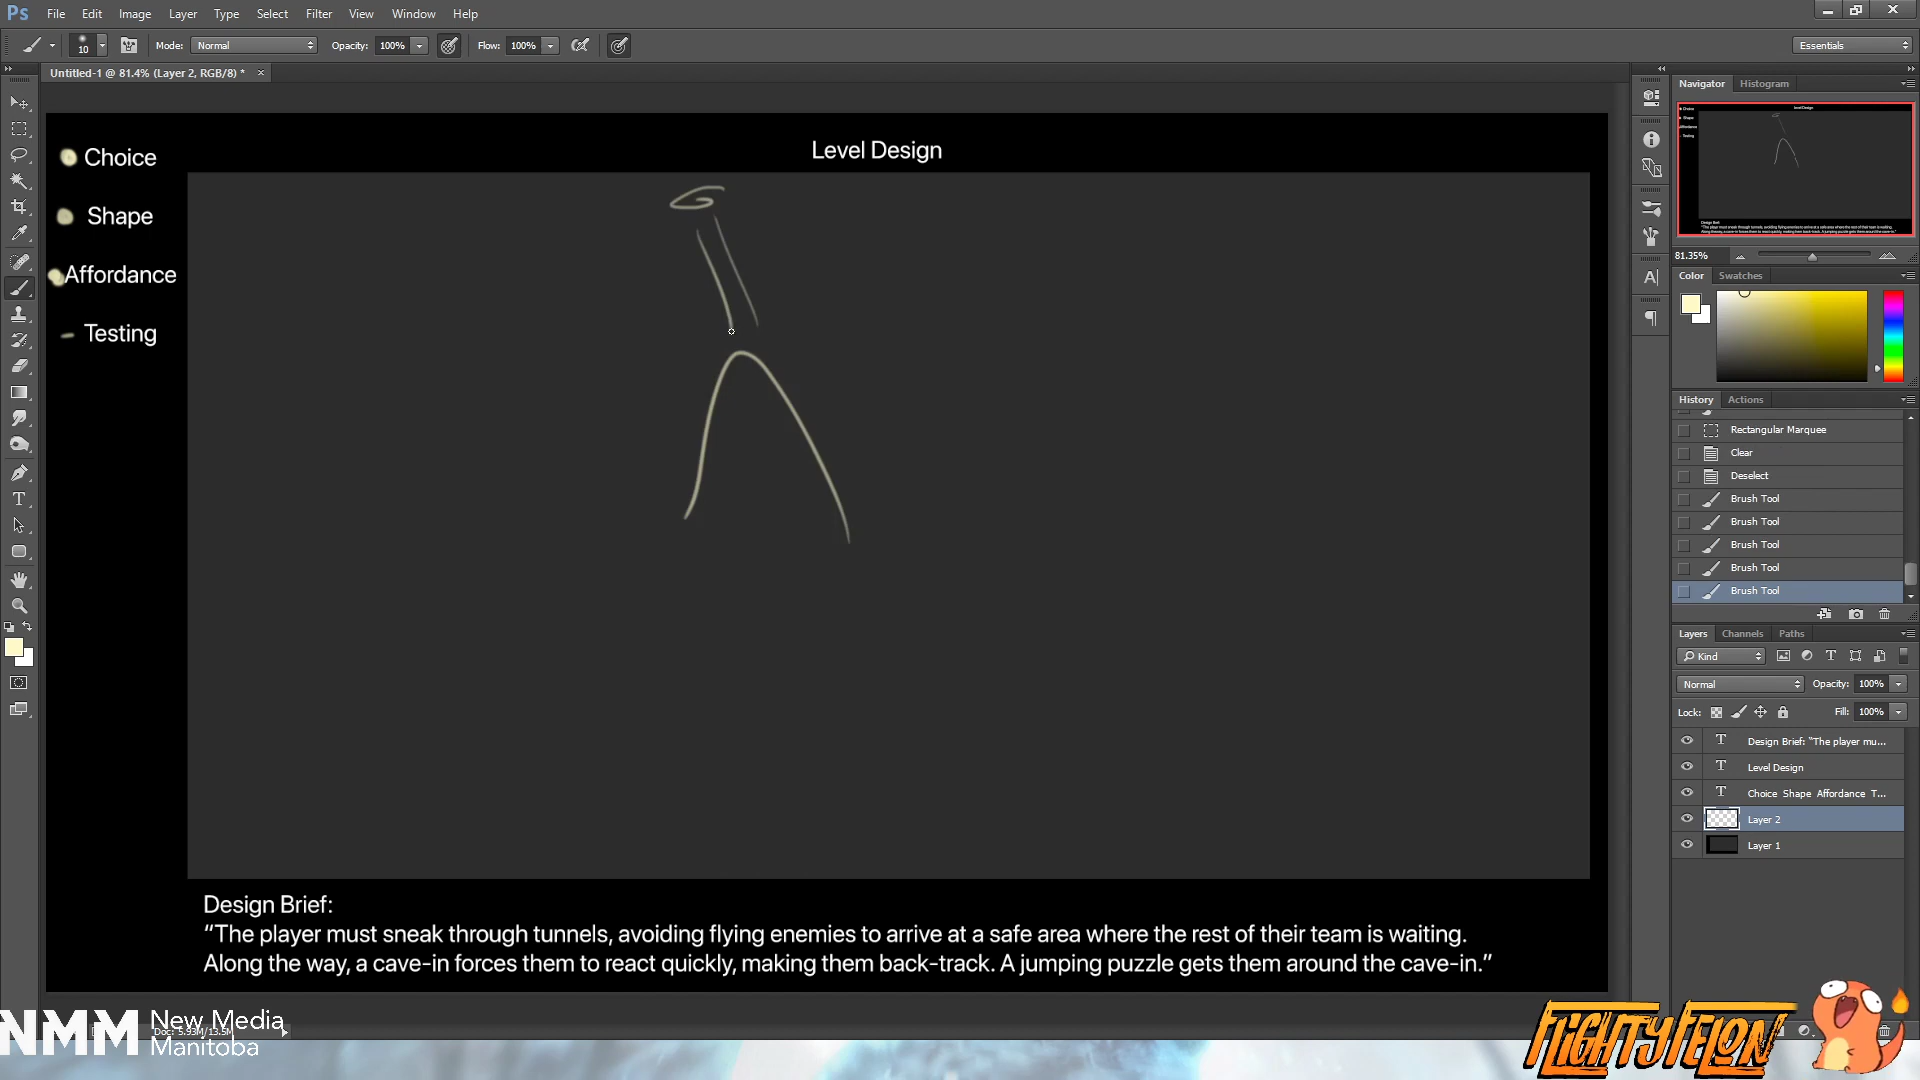 Ps File Edit Image Layer Type Select Filter View Window Help
10 Mode: Normal Opacity: 100% Flow: 100% Essentials
Untitled-1 @ 81.4% (Layer 2, RGB/8) * ×
Navigator Histogram
Level Design
Choice
Shape
Affordance
Testing
81.35%
Color Swatches
History Actions
Rectangular Marquee
Clear
Deselect
Brush Tool
Brush Tool
Brush Tool
Brush Tool
Brush Tool
Layers Channels Paths
Kind
Normal Opacity: 100%
Lock: Fill: 100%
Design Brief: "The player mu...
Level Design
Choice Shape Affordance T...
Layer 2
Layer 1
Design Brief:
“The player must sneak through tunnels, avoiding flying enemies to arrive at a safe area where the rest of their team is waiting.
Along the way, a cave-in forces them to react quickly, making them back-track. A jumping puzzle gets them around the cave-in.”
NMM New Media
Manitoba
Doc: 5.93M/13.5M
FLIGHTYFELON